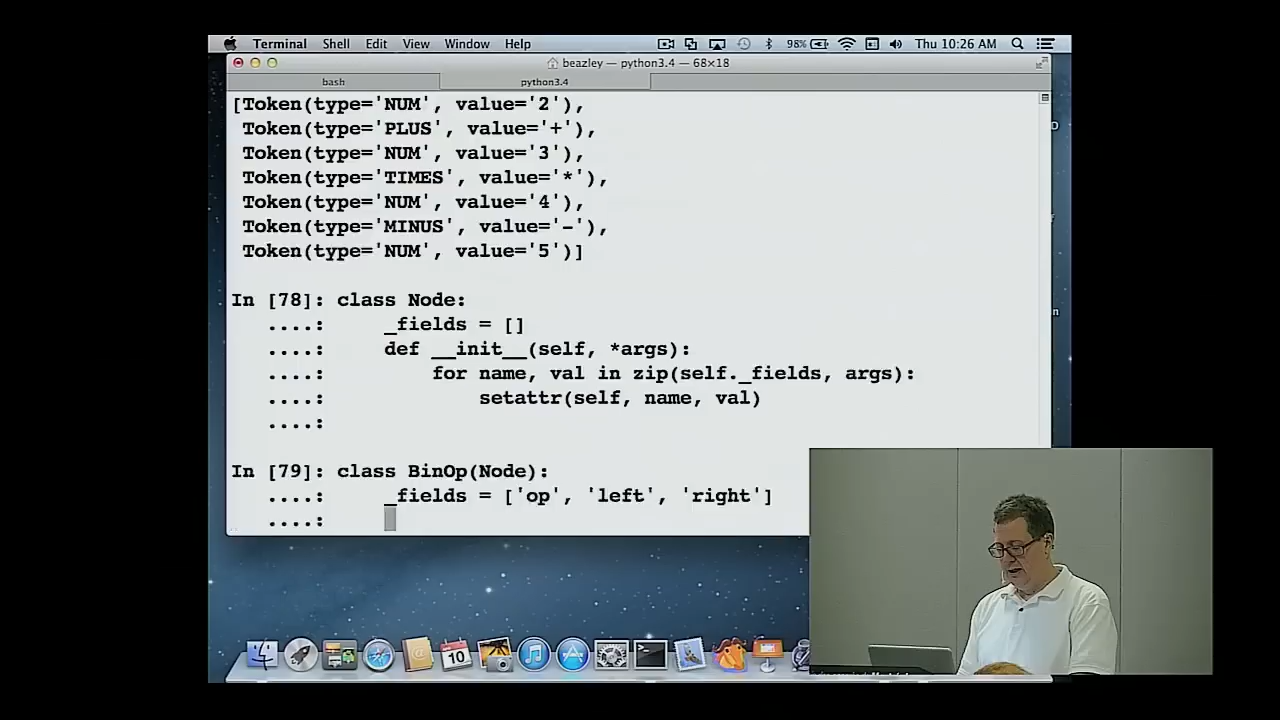 Terminal Shell Edit View Window Help 98% Thu 10:26 AM
beazley — python3.4 — 68×18
bash python3.4
[Token(type='NUM', value='2'),
Token(type='PLUS', value='+'),
Token(type='NUM', value='3'),
Token(type='TIMES', value='*'),
Token(type='NUM', value='4'),
Token(type='MINUS', value='-'),
Token(type='NUM', value='5')]
In [78]: class Node:
....: _fields = []
....: def __init__(self, *args):
....: for name, val in zip(self._fields, args):
....: setattr(self, name, val)
....:
In [79]: class BinOp(Node):
....: _fields = ['op', 'left', 'right']
....:
10